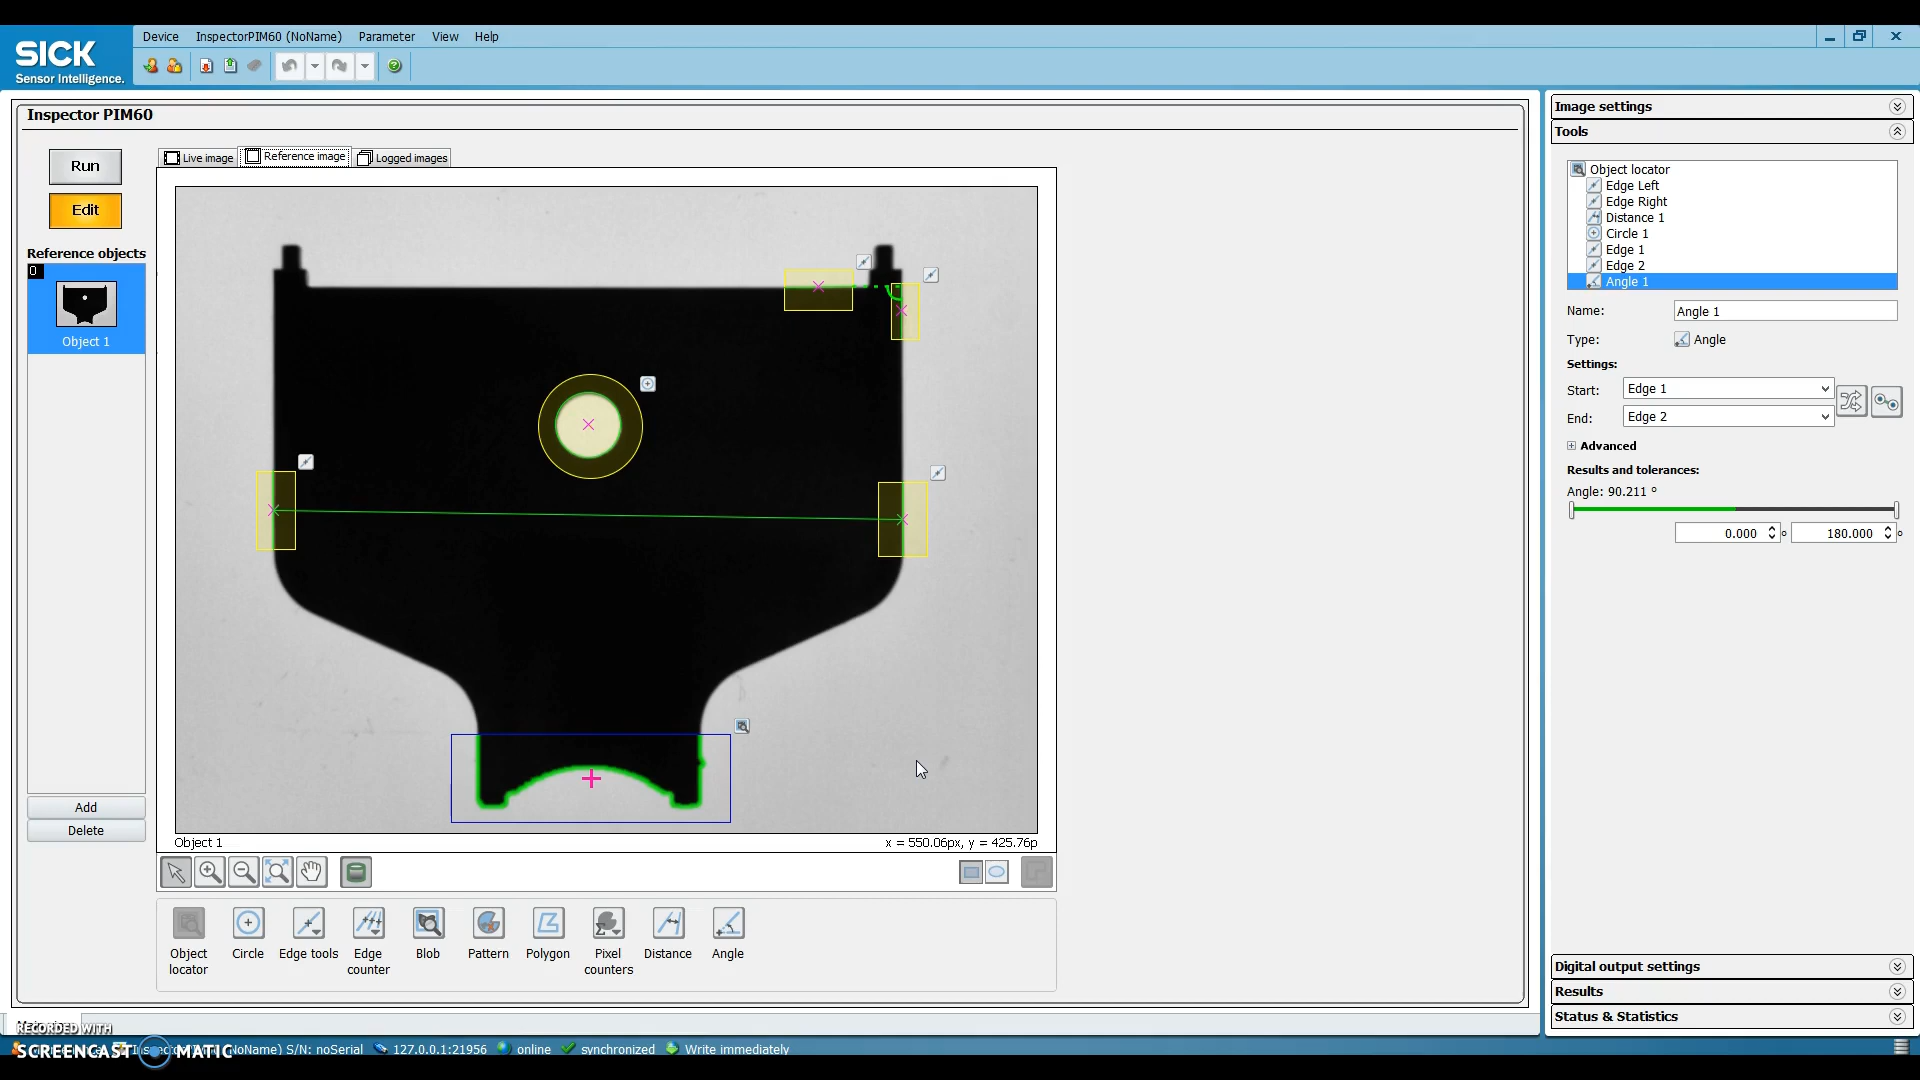 SICK
Sensor Intelligence.
Device InspectorPIM60 (NoName) Parameter View Help
Inspector PIM60
Run
Edit
Reference objects
0
Object 1
Add
Delete
Live image Reference image Logged images
Object 1 x = 550.06px, y = 425.76p
Object locator
Circle
Edge tools
Edge counter
Blob
Pattern
Polygon
Pixel counters
Distance
Angle
Image settings
Tools
Object locator
Edge Left
Edge Right
Distance 1
Circle 1
Edge 1
Edge 2
Angle 1
Name: Angle 1
Type: Angle
Settings:
Start: Edge 1
End: Edge 2
Advanced
Results and tolerances:
Angle: 90.211 °
0.000 ° 180.000 °
Digital output settings
Results
Status & Statistics
RECORDED WITH
SCREENCAST MATIC
(NoName) S/N: noSerial 127.0.0.1:21956 online synchronized Write immediately